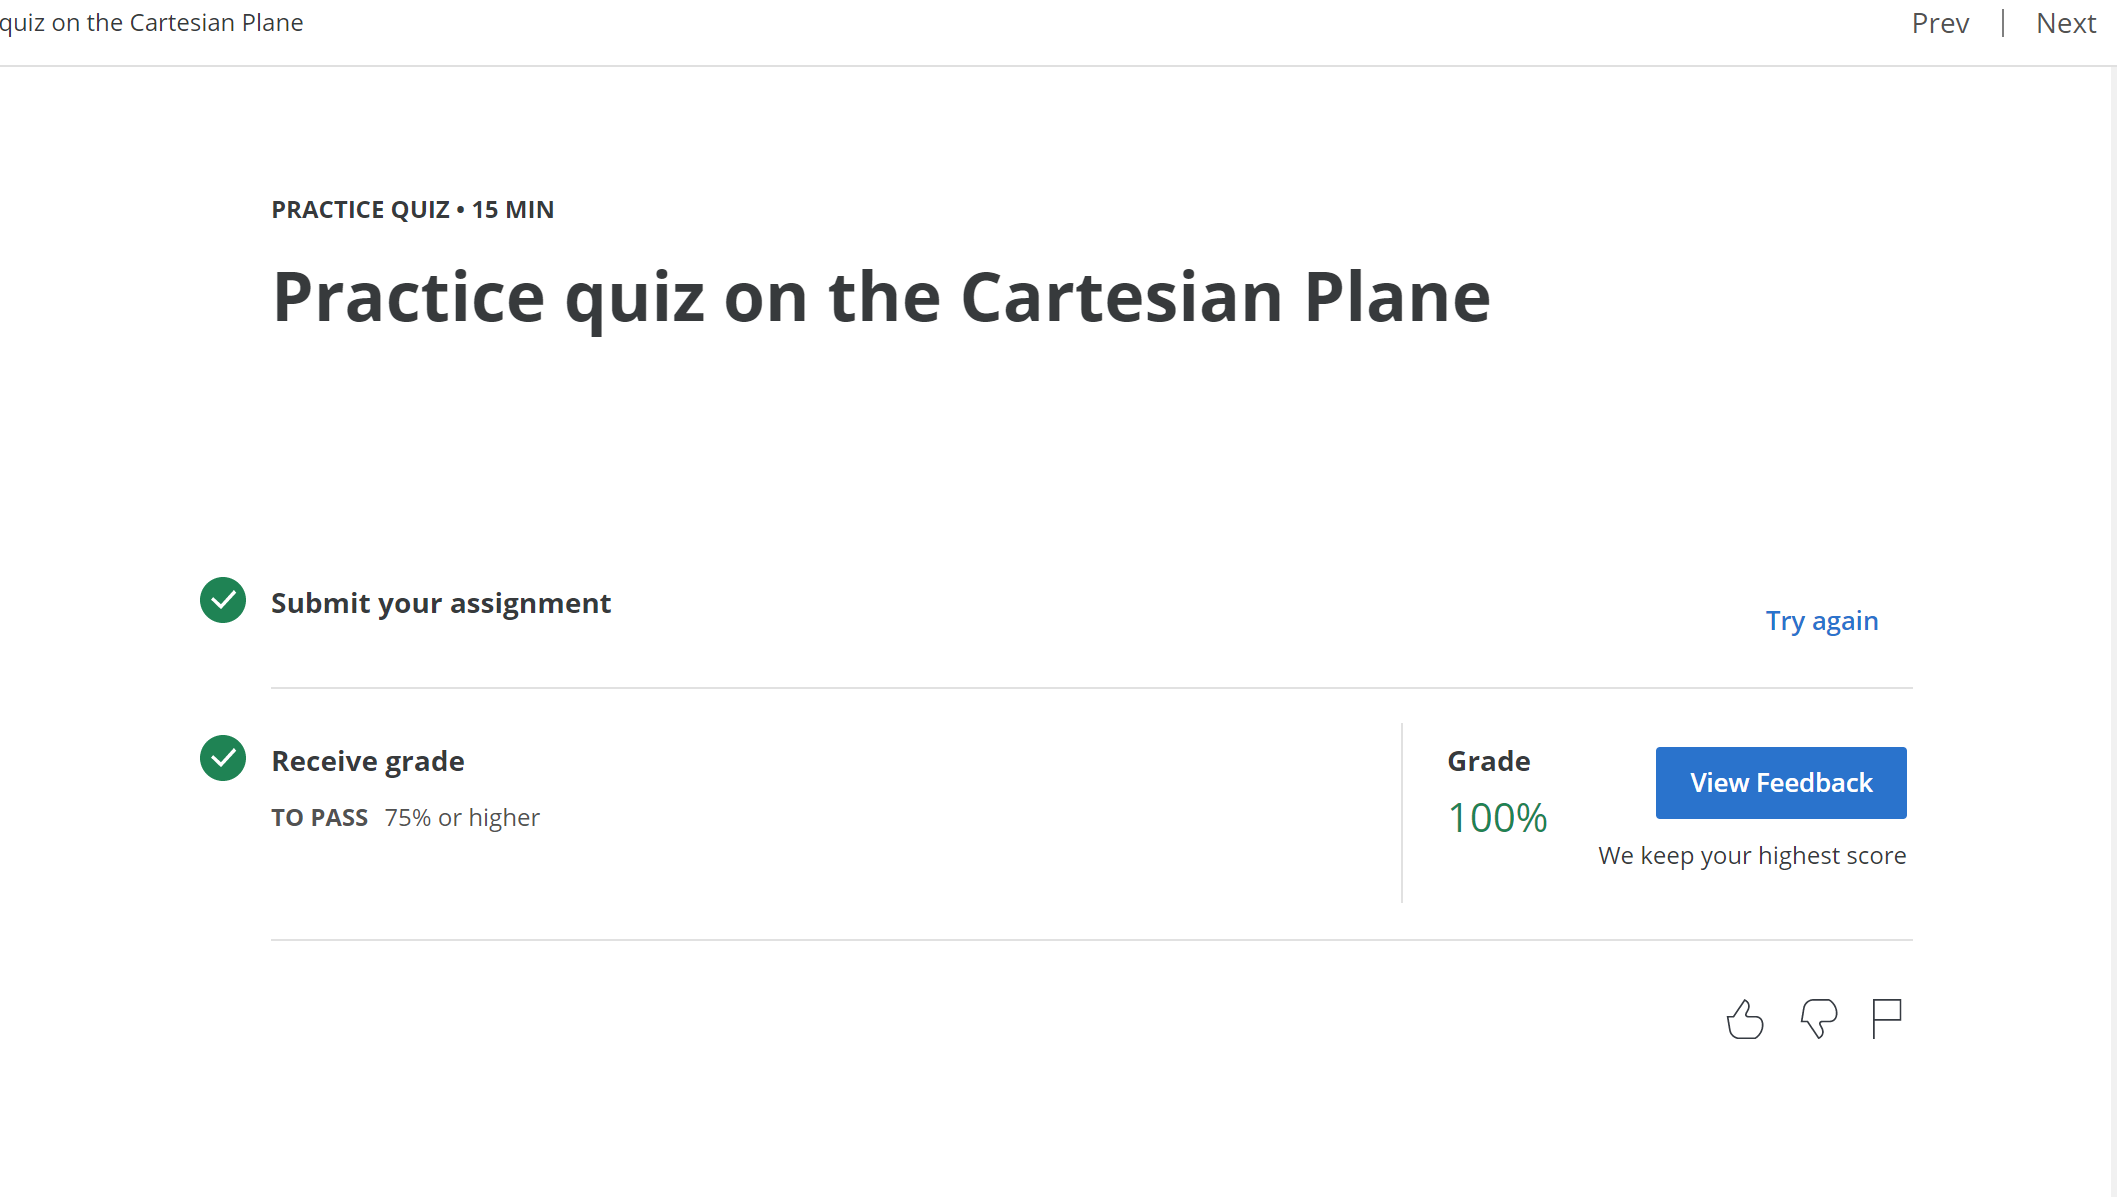 quiz on the Cartesian Plane
Prev | Next
PRACTICE QUIZ • 15 MIN
Practice quiz on the Cartesian Plane
Submit your assignment
Try again
Receive grade
TO PASS 75% or higher
Grade
100%
View Feedback
We keep your highest score